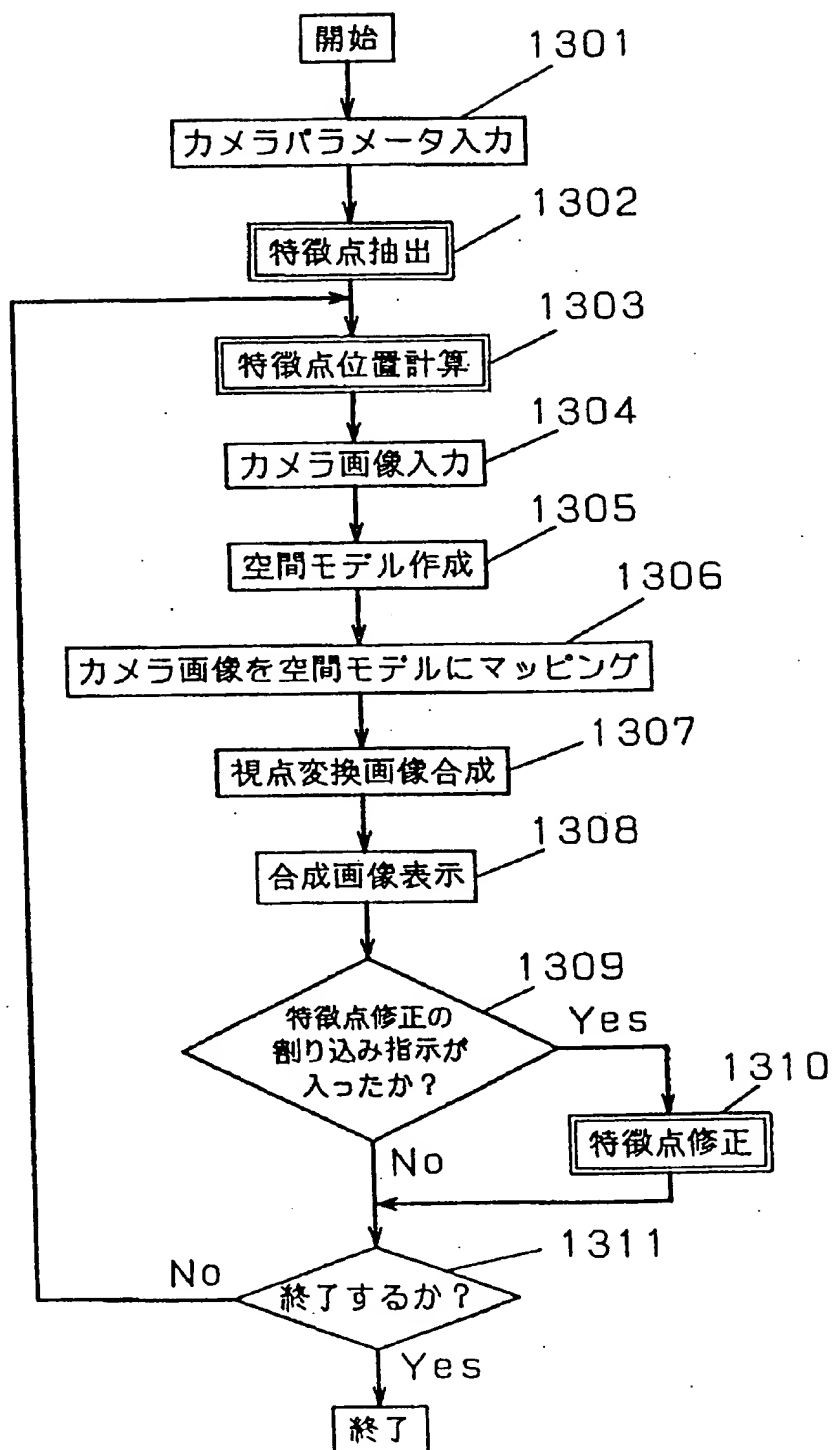 開始
1301
カメラパラメータ入力
1302
特徴点抽出
1303
特徴点位置計算
1304
カメラ画像入力
1305
空間モデル作成
1306
カメラ画像を空間モデルにマッピング
1307
視点変換画像合成
1308
合成画像表示
1309
特徴点修正の
割り込み指示が
入ったか?
Yes
1310
特徴点修正
No
1311
No
終了するか?
Yes
終了